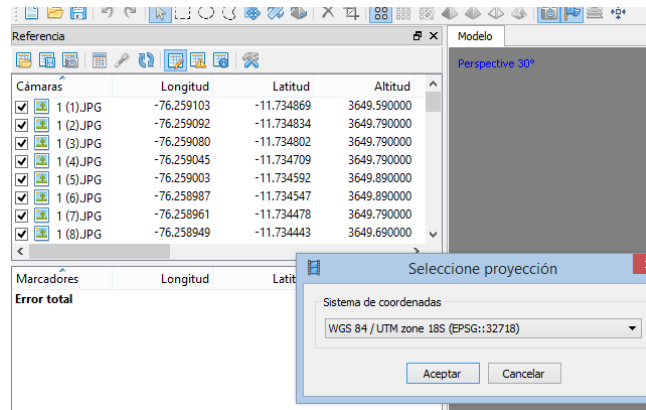 Referencia
Modelo
Perspective 30°
Cámaras Longitud Latitud Altitud
1 (1).JPG -76.259103 -11.734869 3649.590000
1 (2).JPG -76.259092 -11.734834 3649.790000
1 (3).JPG -76.259080 -11.734802 3649.790000
1 (4).JPG -76.259045 -11.734709 3649.790000
1 (5).JPG -76.259003 -11.734592 3649.890000
1 (6).JPG -76.258987 -11.734547 3649.890000
1 (7).JPG -76.258961 -11.734478 3649.790000
1 (8).JPG -76.258949 -11.734443 3649.690000
Marcadores Longitud Latit
Error total
Seleccione proyección
Sistema de coordenadas
WGS 84 / UTM zone 18S (EPSG::32718)
Aceptar Cancelar